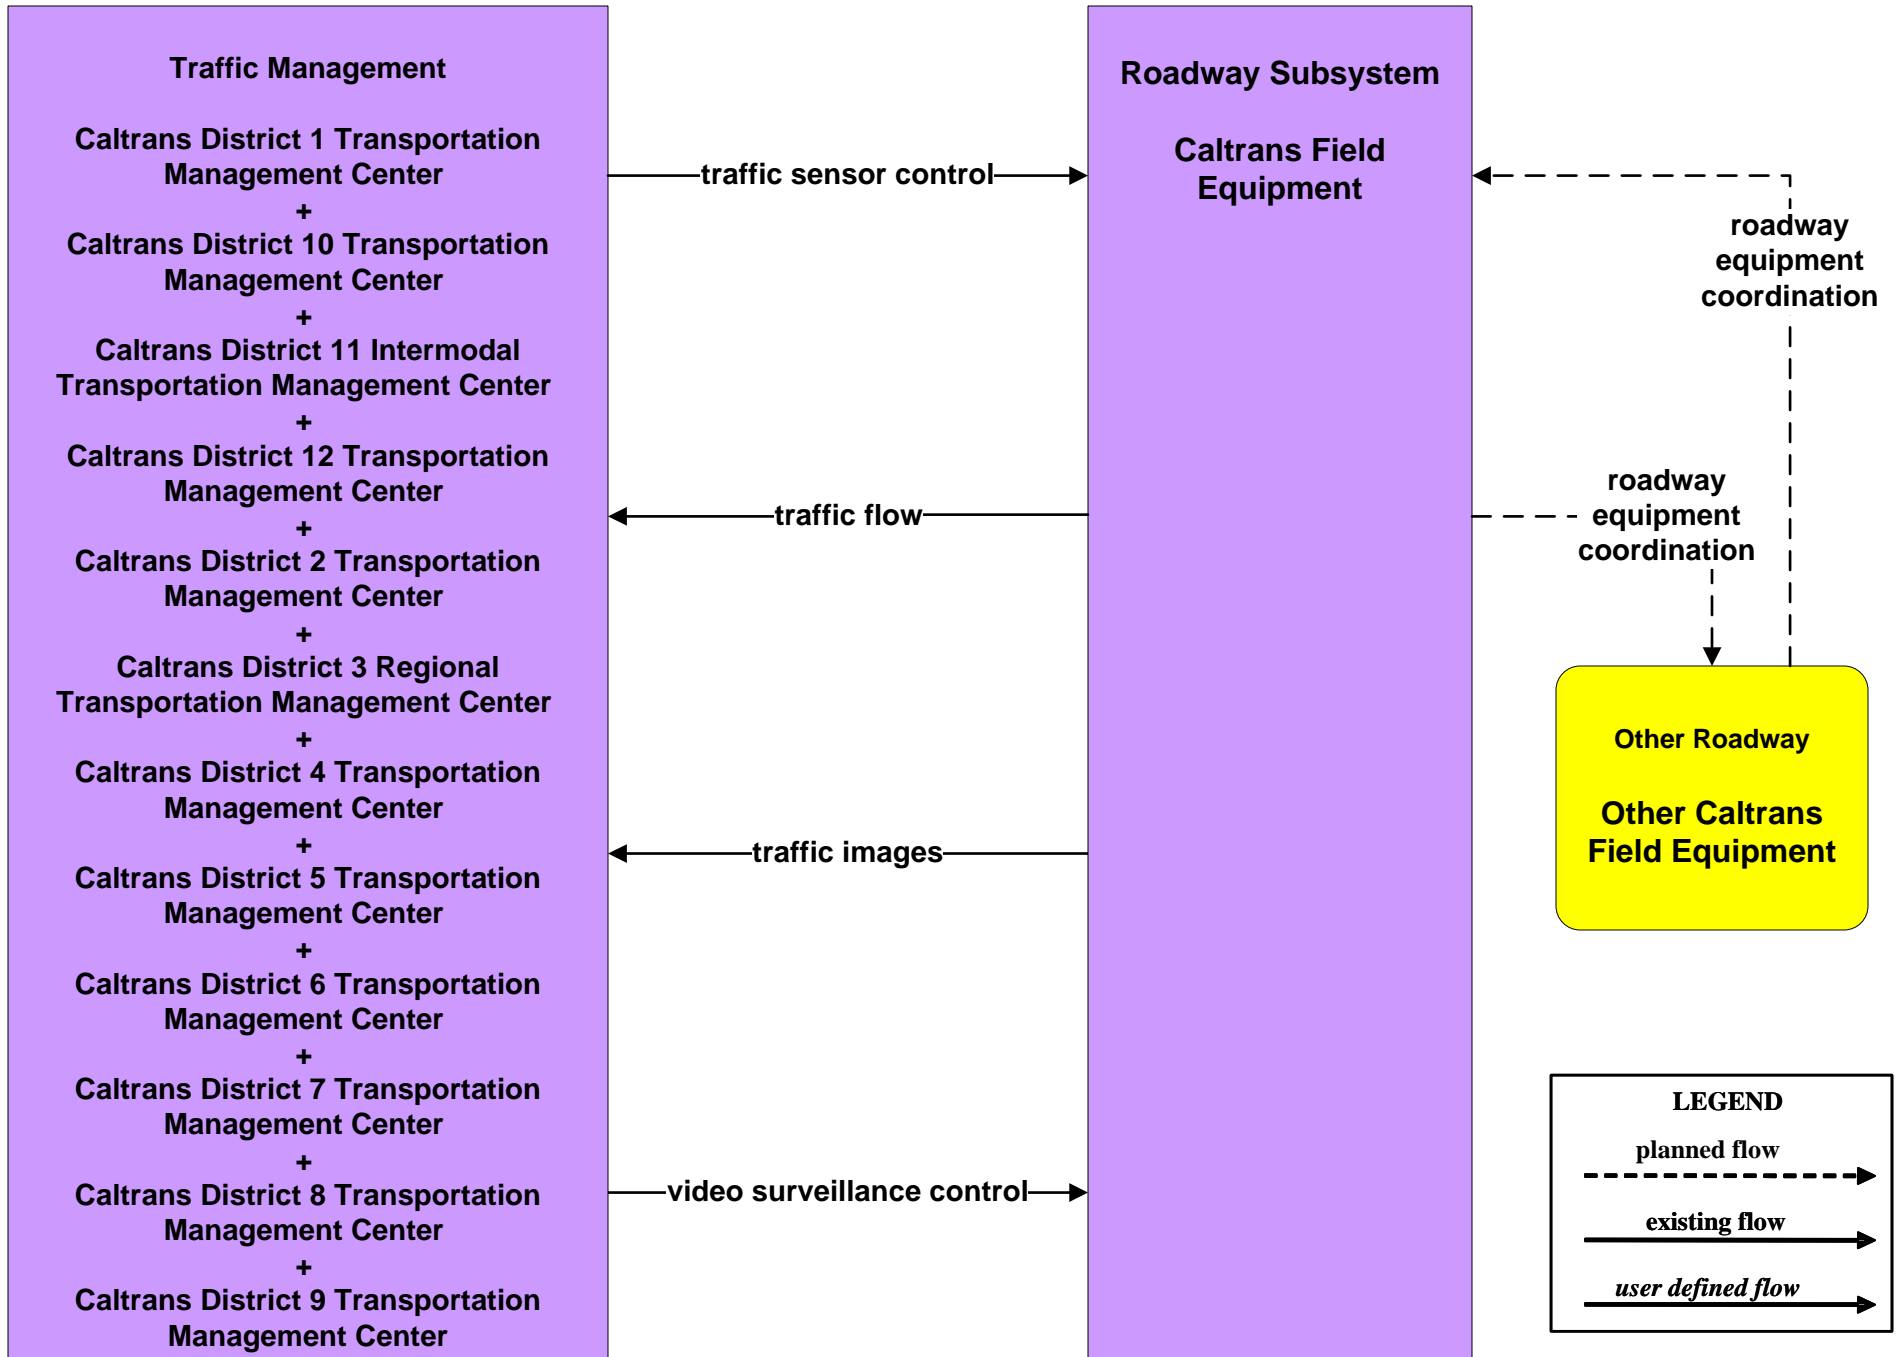 Traffic Management
Caltrans District 1 Transportation
Management Center
+
Caltrans District 10 Transportation
Management Center
+
Caltrans District 11 Intermodal
Transportation Management Center
+
Caltrans District 12 Transportation
Management Center
+
Caltrans District 2 Transportation
Management Center
+
Caltrans District 3 Regional
Transportation Management Center
+
Caltrans District 4 Transportation
Management Center
+
Caltrans District 5 Transportation
Management Center
+
Caltrans District 6 Transportation
Management Center
+
Caltrans District 7 Transportation
Management Center
+
Caltrans District 8 Transportation
Management Center
+
Caltrans District 9 Transportation
Management Center
traffic sensor control
traffic flow
traffic images
video surveillance control
Roadway Subsystem
Caltrans Field
Equipment
roadway
equipment
coordination
roadway
equipment
coordination
Other Roadway
Other Caltrans
Field Equipment
LEGEND
planned flow
existing flow
user defined flow